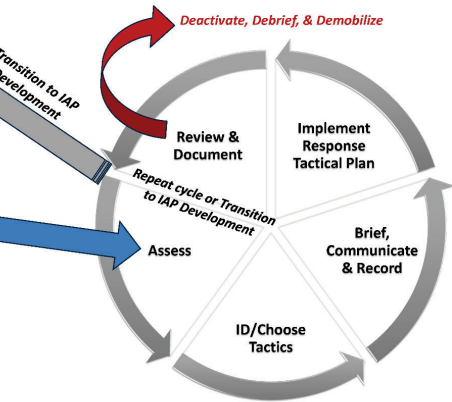 Deactivate, Debrief, & Demobilize
Transition to IAP
Development
Review &
Document
Implement
Response
Tactical Plan
Repeat cycle or Transition
to IAP Development
Assess
Brief,
Communicate
& Record
ID/Choose
Tactics